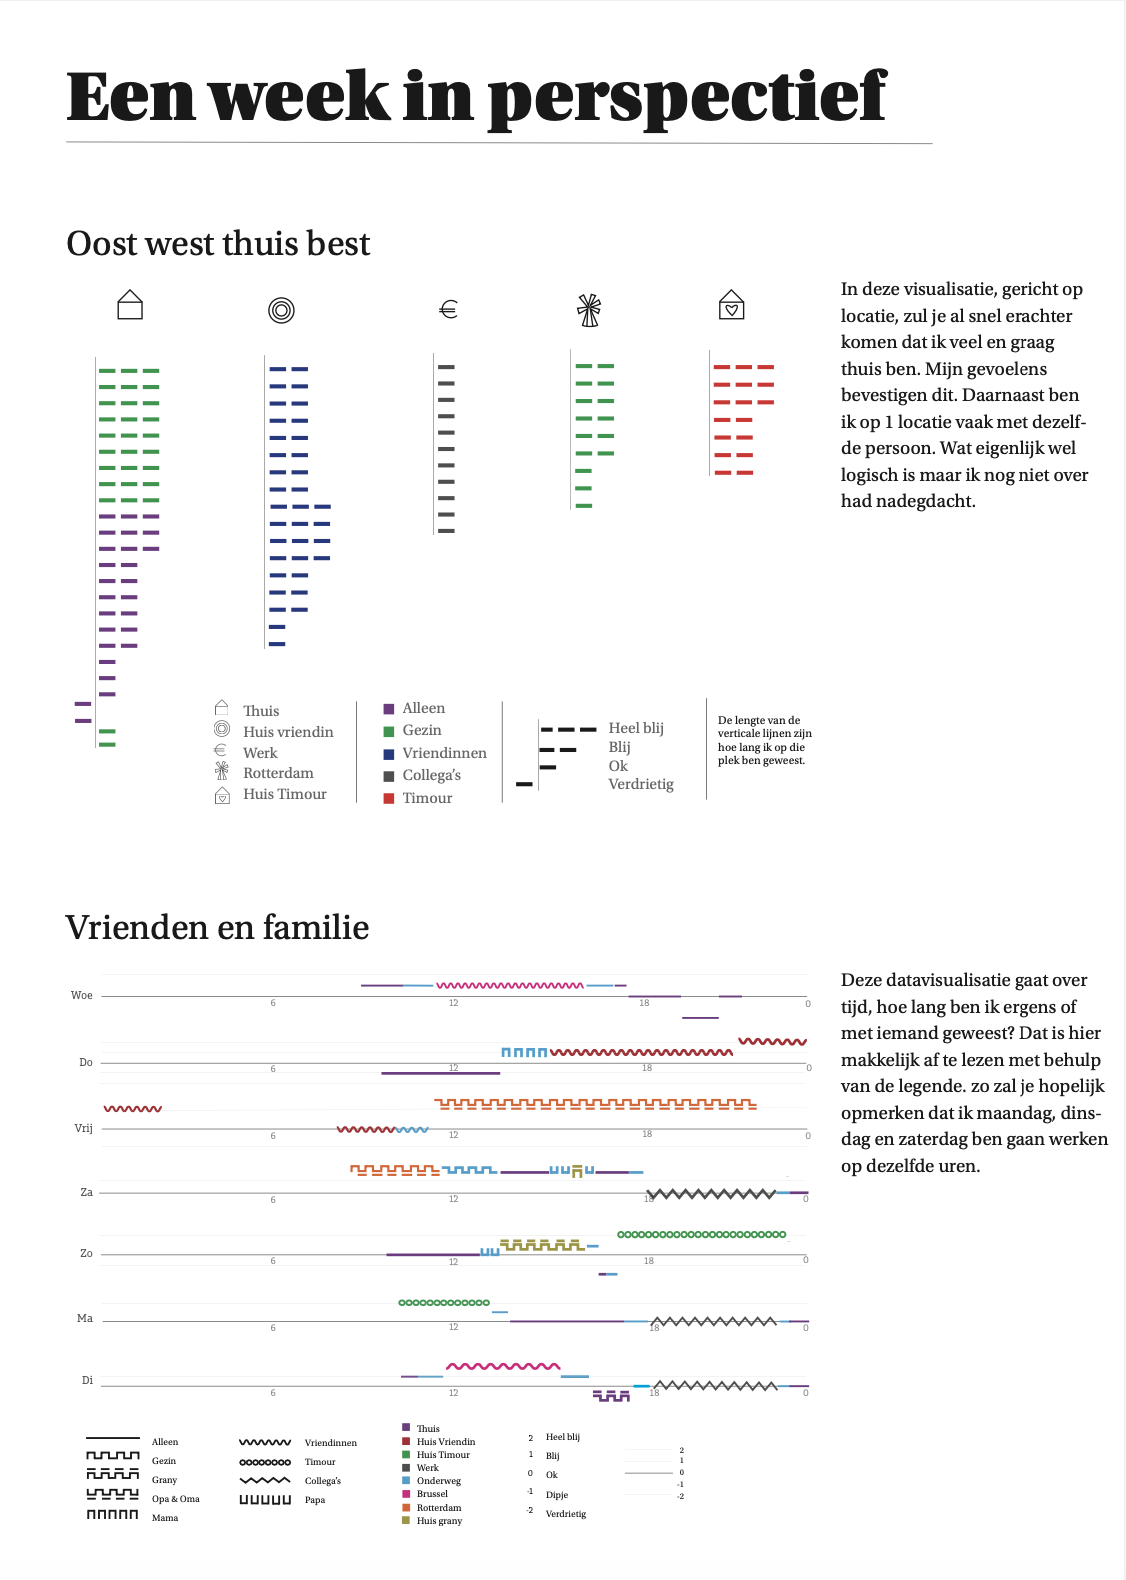 Een week in perspectief
Oost west thuis best
In deze visualisatie, gericht op
locatie, zul je al snel erachter
komen dat ik veel en graag
thuis ben. Mijn gevoelens
bevestigen dit. Daarnaast ben
ik op 1 locatie vaak met dezelf-
de persoon. Wat eigenlijk wel
logisch is maar ik nog niet over
had nadegdacht.
Thuis
Huis vriendin
€ Werk
Rotterdam
Huis Timour
Alleen
Gezin
Vriendinnen
Collega's
Timour
Heel blij
Blij
Ok
Verdrietig
De lengte van de
verticale lijnen zijn
hoe lang ik op die
plek ben geweest.
Vrienden en familie
Deze datavisualisatie gaat over
tijd, hoe lang ben ik ergens of
met iemand geweest? Dat is hier
makkelijk af te lezen met behulp
van de legende. zo zal je hopelijk
opmerken dat ik maandag, dins-
dag en zaterdag ben gaan werken
op dezelfde uren.
Woe 6 12 18 0
Do 6 12 18 0
Vrij 6 12 18 0
Za 6 12 18 0
Zo 6 12 18 0
Ma 6 12 18 0
Di 6 12 18 0
Alleen
Gezin
Grany
Opa & Oma
Mama
Vriendinnen
Timour
Collega's
Papa
Thuis
Huis Vriendin
Huis Timour
Werk
Onderweg
Brussel
Rotterdam
Huis grany
2 Heel blij
1 Blij
0 Ok
-1 Dipje
-2 Verdrietig
2
1
0
-1
-2